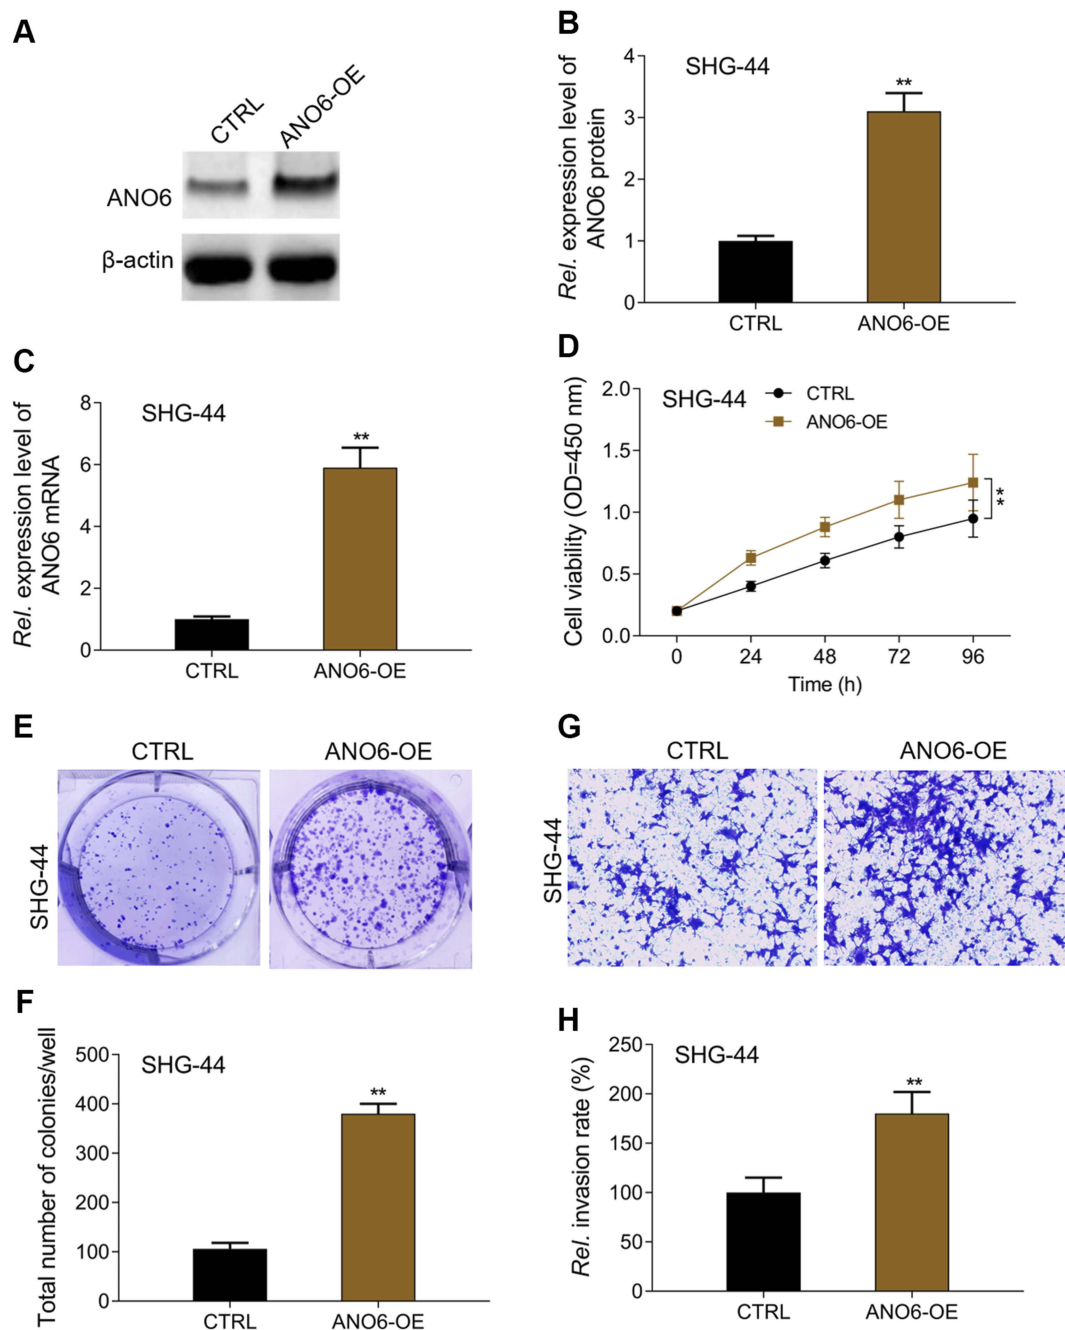 A
CTRL
ANO6-OE
ANO6
β-actin
B
Rel. expression level of
ANO6 protein
4
3
2
1
0
SHG-44
**
CTRL
ANO6-OE
C
Rel. expression level of
ANO6 mRNA
8
6
4
2
0
SHG-44
**
CTRL
ANO6-OE
D
Cell viability (OD=450 nm)
2.0
1.5
1.0
0.5
0.0
SHG-44
CTRL
ANO6-OE
**
0 24 48 72 96
Time (h)
E
CTRL
ANO6-OE
SHG-44
G
CTRL
ANO6-OE
SHG-44
F
Total number of colonies/well
500
400
300
200
100
0
SHG-44
**
CTRL
ANO6-OE
H
Rel. invasion rate (%)
250
200
150
100
50
0
SHG-44
**
CTRL
ANO6-OE